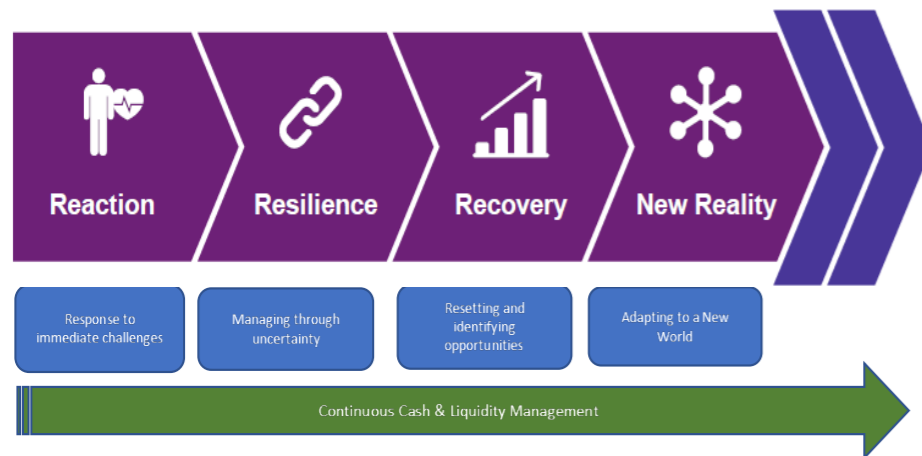 Reaction
Resilience
Recovery
New Reality
Response to
immediate challenges
Managing through
uncertainty
Resetting and
identifying
opportunities
Adapting to a New
World
Continuous Cash & Liquidity Management